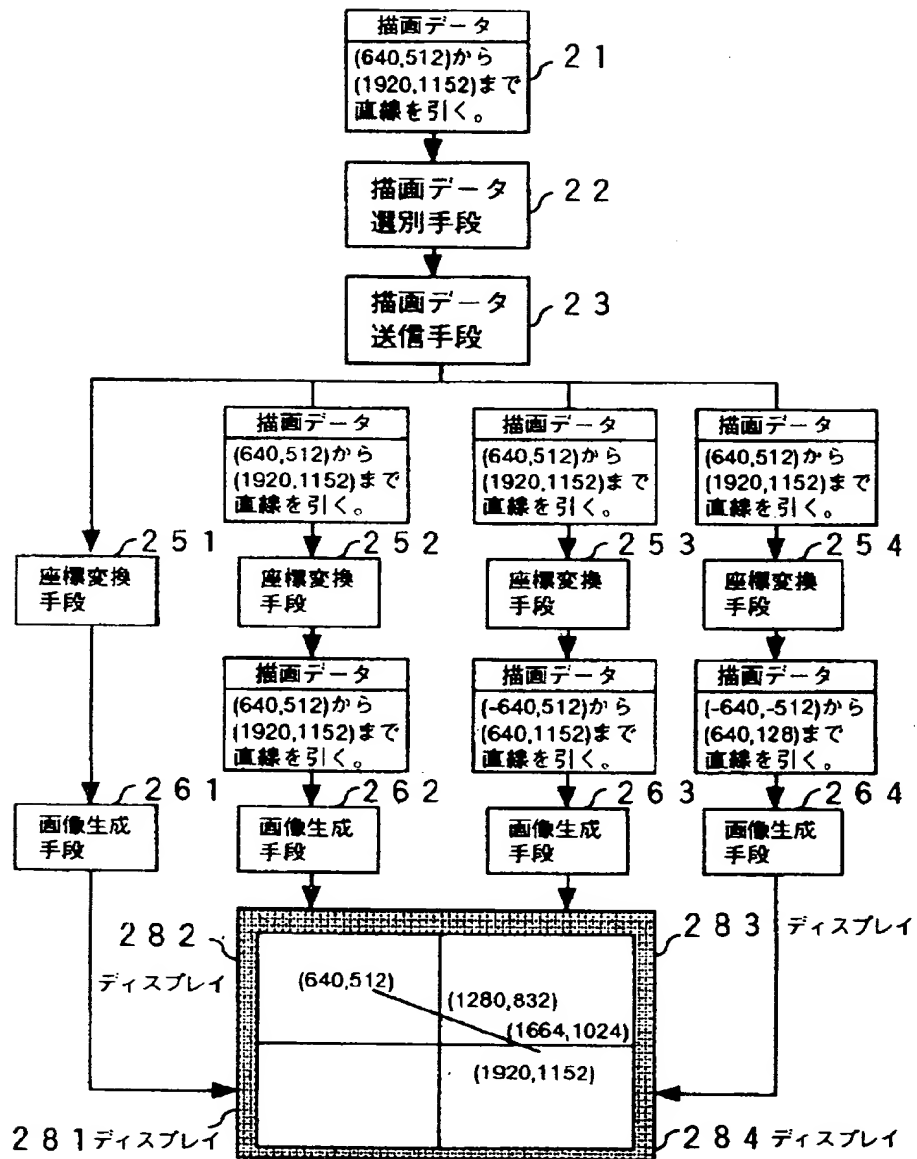 描画データ
(640,512)から
(1920,1152)まで
直線を引く。
21
描画データ
選別手段
22
描画データ
送信手段
23
描画データ
(640,512)から
(1920,1152)まで
直線を引く。
描画データ
(640,512)から
(1920,1152)まで
直線を引く。
描画データ
(640,512)から
(1920,1152)まで
直線を引く。
251
座標変換
手段
252
座標変換
手段
253
座標変換
手段
254
座標変換
手段
描画データ
(640,512)から
(1920,1152)まで
直線を引く。
描画データ
(-640,512)から
(640,1152)まで
直線を引く。
描画データ
(-640,-512)から
(640,128)まで
直線を引く。
261
画像生成
手段
262
画像生成
手段
263
画像生成
手段
264
画像生成
手段
282
ディスプレイ
283 ディスプレイ
(640,512)
(1280,832)
(1664,1024)
(1920,1152)
281ディスプレイ
284ディスプレイ